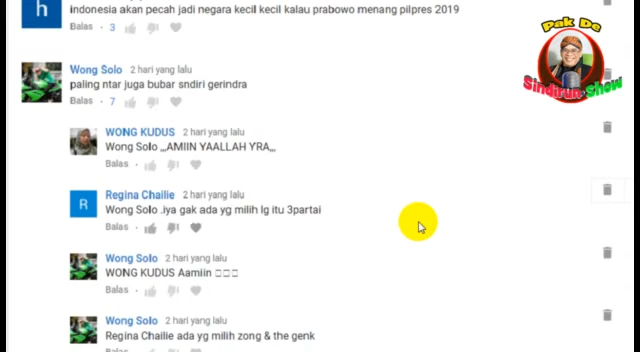 h
indonesia akan pecah jadi negara kecil kecil kalau prabowo menang pilpres 2019
Balas · 3
Wong Solo 2 hari yang lalu
paling ntar juga bubar sndiri gerindra
Balas · 7
WONG KUDUS 2 hari yang lalu
Wong Solo ,,,AMIIN YAALLAH YRA,,,
Balas ·
R
Regina Chailie 2 hari yang lalu
Wong Solo .iya gak ada yg milih lg itu 3partai
Balas ·
Wong Solo 2 hari yang lalu
WONG KUDUS Aamiin □□□
Balas ·
Wong Solo 2 hari yang lalu
Regina Chailie ada yg milih zong & the genk
Balas
Pak De
Sindirun Show